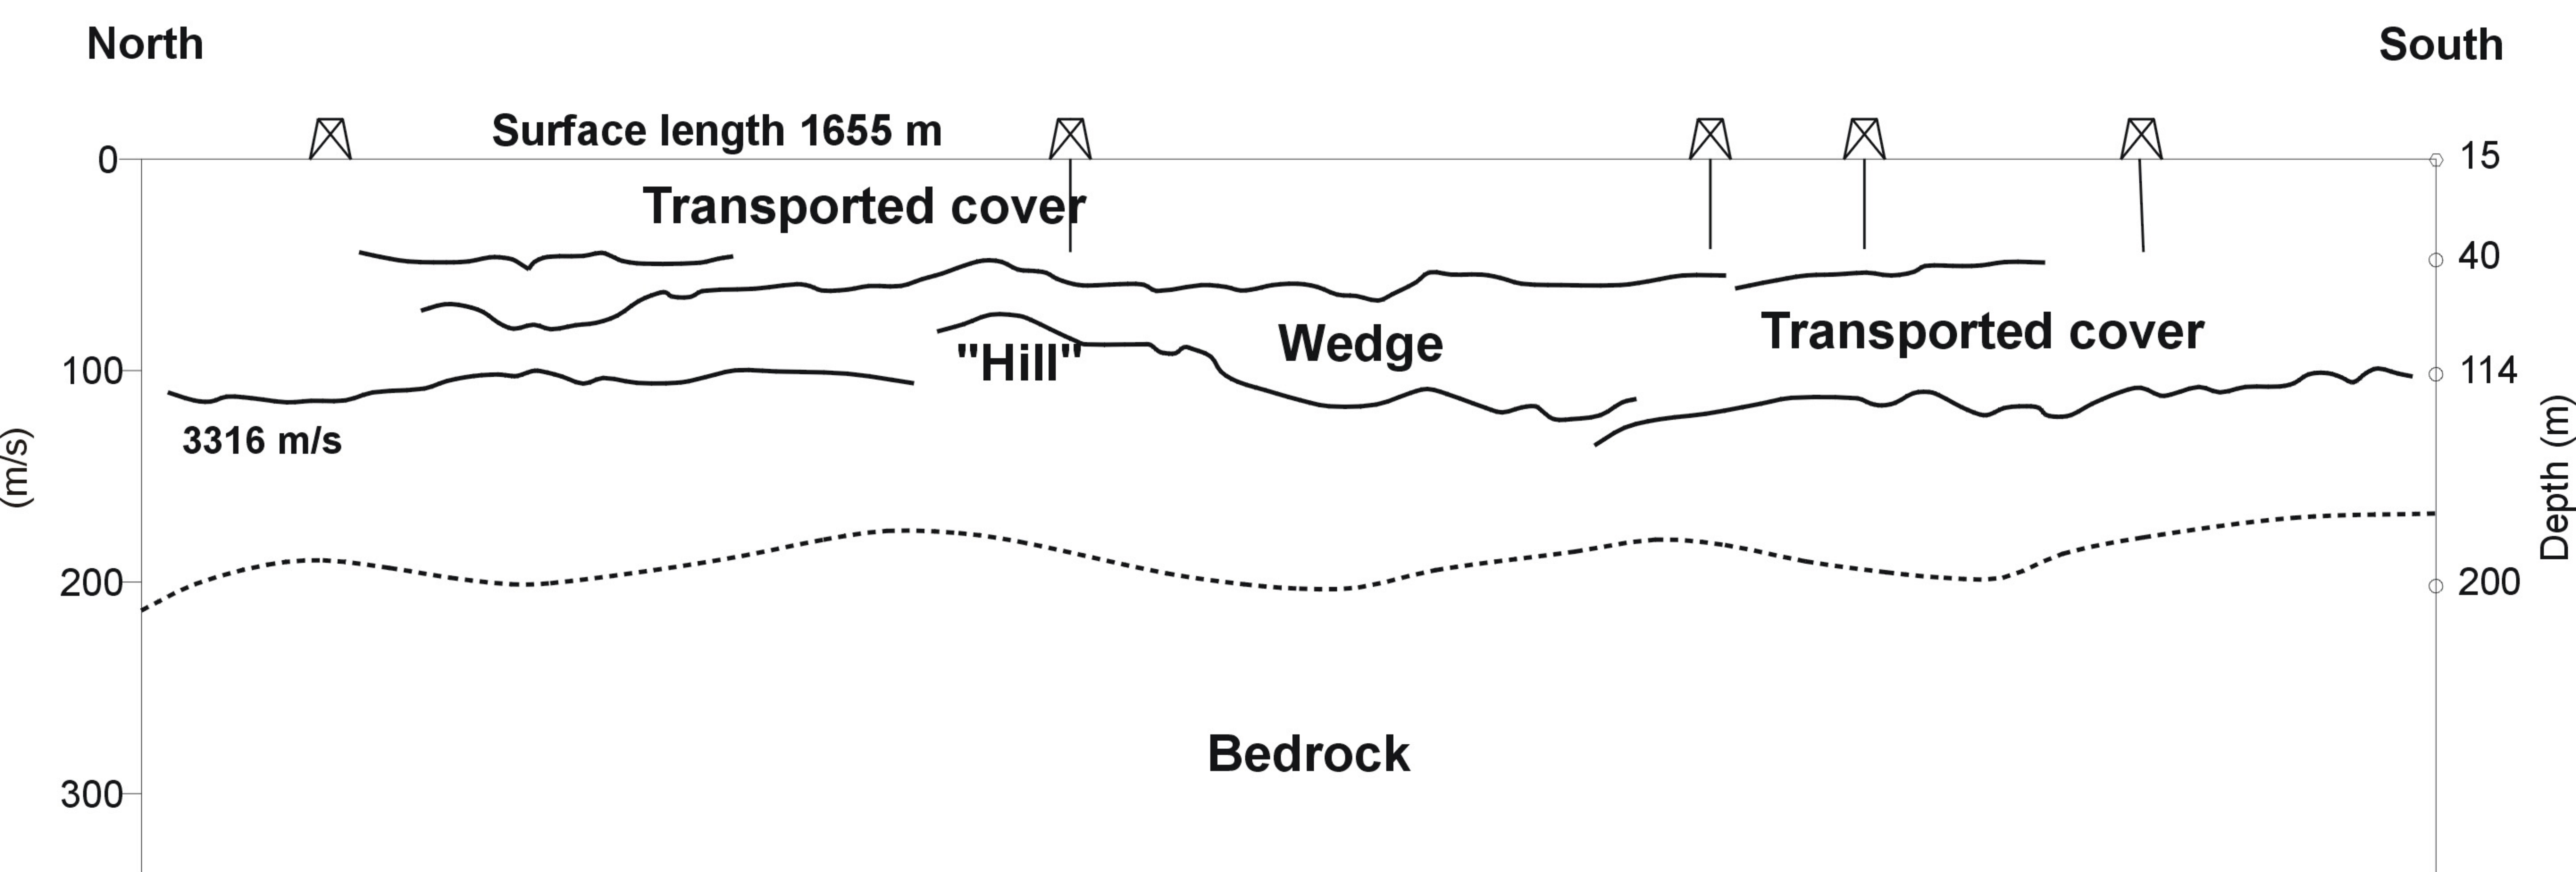 North
South
Surface length 1655 m
0
15
Transported cover
40
Transported cover
Wedge
"Hill"
100
114
3316 m/s
(m/s)
Depth (m)
200
200
Bedrock
300